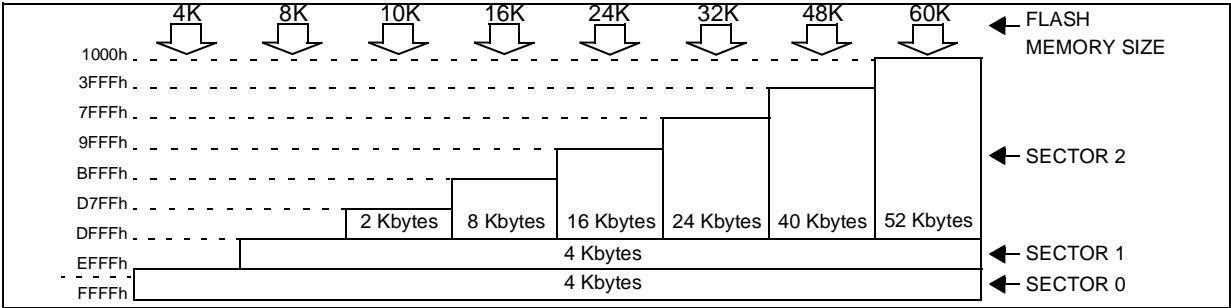 4K 8K 10K 16K 24K 32K 48K 60K FLASH
MEMORY SIZE
1000h
3FFFh
7FFFh
9FFFh
BFFFh
SECTOR 2
D7FFh
2 Kbytes 8 Kbytes 16 Kbytes 24 Kbytes 40 Kbytes 52 Kbytes
DFFFh
4 Kbytes SECTOR 1
EFFFh
4 Kbytes SECTOR 0
FFFFh